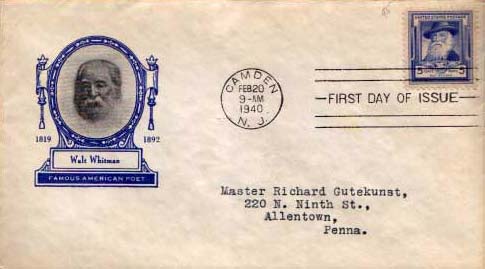 UNITED STATES POSTAGE
5
CAMDEN
FEB 20
9-AM
1940
N. J.
FIRST DAY OF ISSUE
1819
1892
Walt Whitman
FAMOUS AMERICAN POET
Master Richard Gutekunst,
220 N. Ninth St.,
Allentown,
Penna.